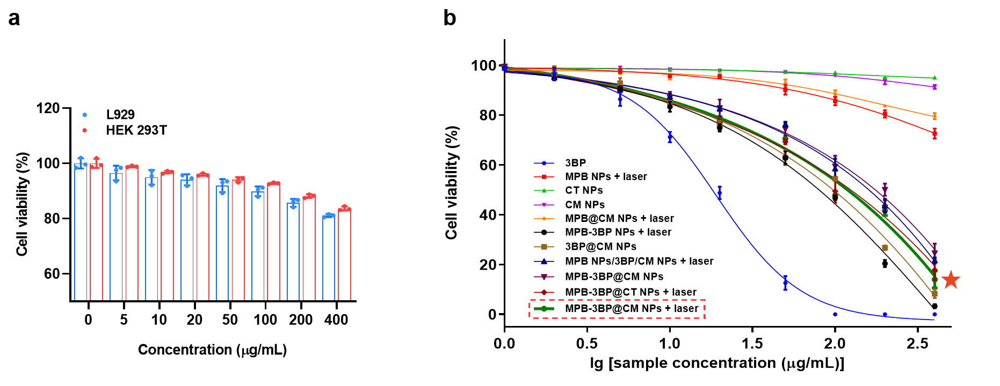 a
120
100
80
60
Cell viability (%)
L929
HEK 293T
0 5 10 20 50 100 200 400
Concentration (μg/mL)
b
100
80
60
40
20
0
Cell viability (%)
3BP
MPB NPs + laser
CT NPs
CM NPs
MPB@CM NPs + laser
MPB-3BP NPs + laser
3BP@CM NPs
MPB NPs/3BP/CM NPs + laser
MPB-3BP@CM NPs
MPB-3BP@CT NPs + laser
MPB-3BP@CM NPs + laser
0.0 0.5 1.0 1.5 2.0 2.5
lg [sample concentration (μg/mL)]